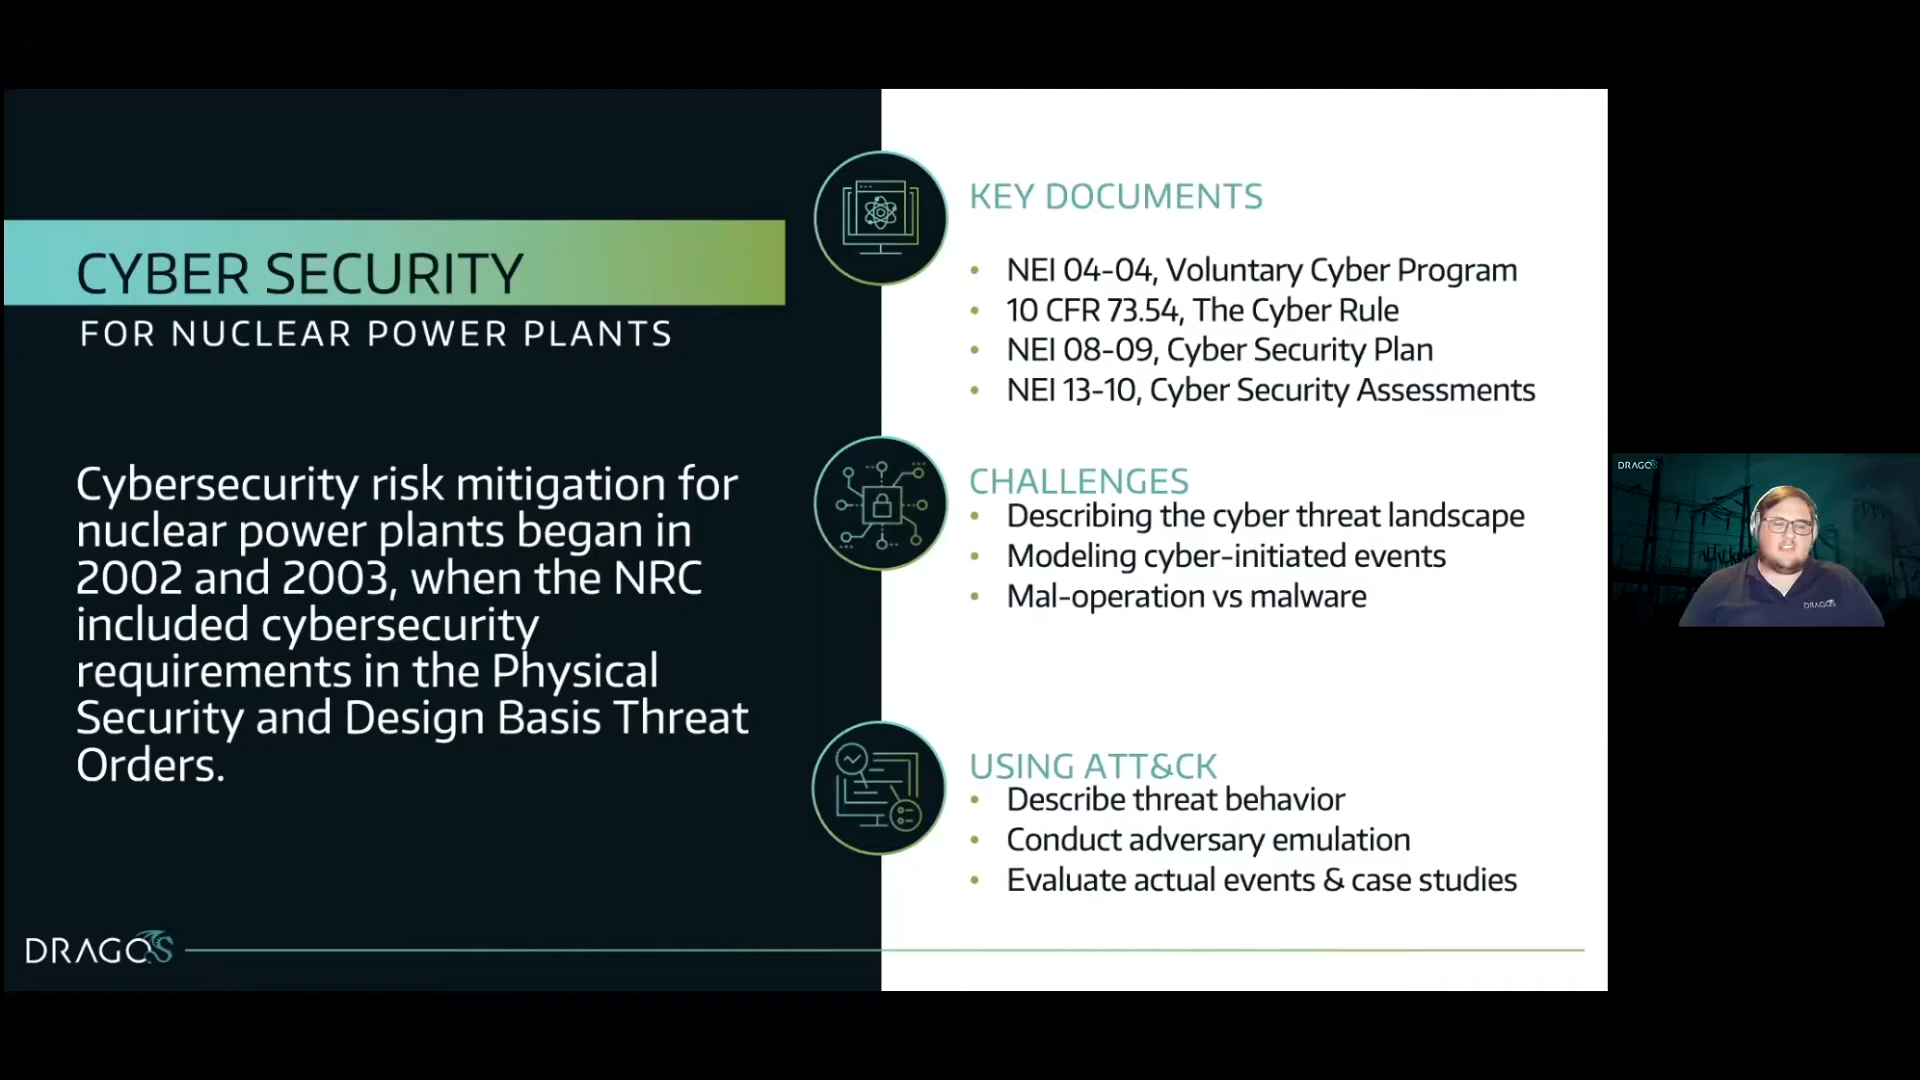 CYBER SECURITY
FOR NUCLEAR POWER PLANTS
Cybersecurity risk mitigation for
nuclear power plants began in
2002 and 2003, when the NRC
included cybersecurity
requirements in the Physical
Security and Design Basis Threat
Orders.
DRAGOS
KEY DOCUMENTS
• NEI 04-04, Voluntary Cyber Program
• 10 CFR 73.54, The Cyber Rule
• NEI 08-09, Cyber Security Plan
• NEI 13-10, Cyber Security Assessments
CHALLENGES
• Describing the cyber threat landscape
• Modeling cyber-initiated events
• Mal-operation vs malware
USING ATT&CK
• Describe threat behavior
• Conduct adversary emulation
• Evaluate actual events & case studies
DRAGOS
DRAGOS